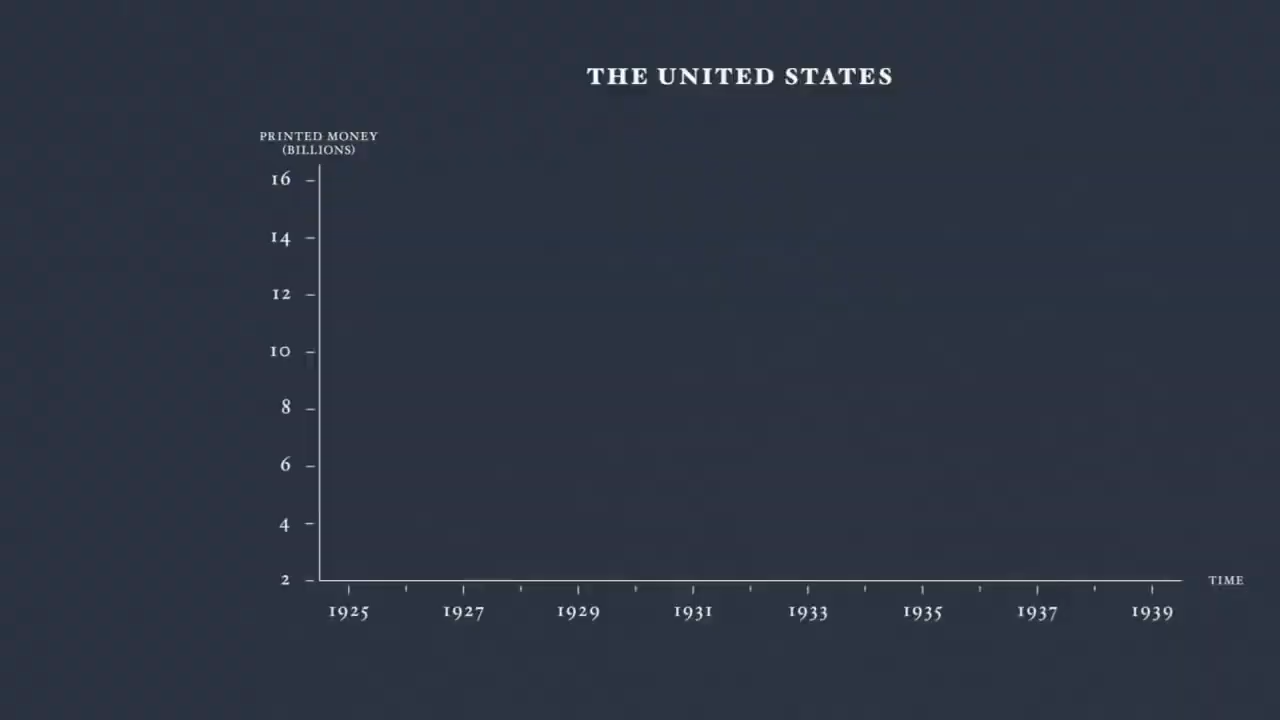 THE UNITED STATES
PRINTED MONEY
(BILLIONS)
16
14
12
10
8
6
4
2
TIME
1925 1927 1929 1931 1933 1935 1937 1939